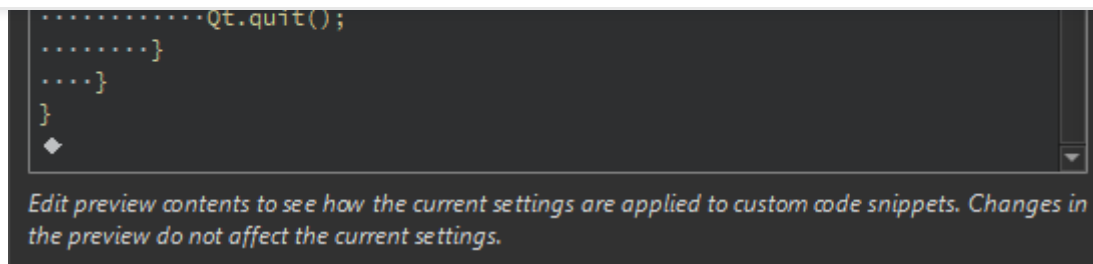 ············Qt.quit();
········}
····}
}
Edit preview contents to see how the current settings are applied to custom code snippets. Changes in
the preview do not affect the current settings.